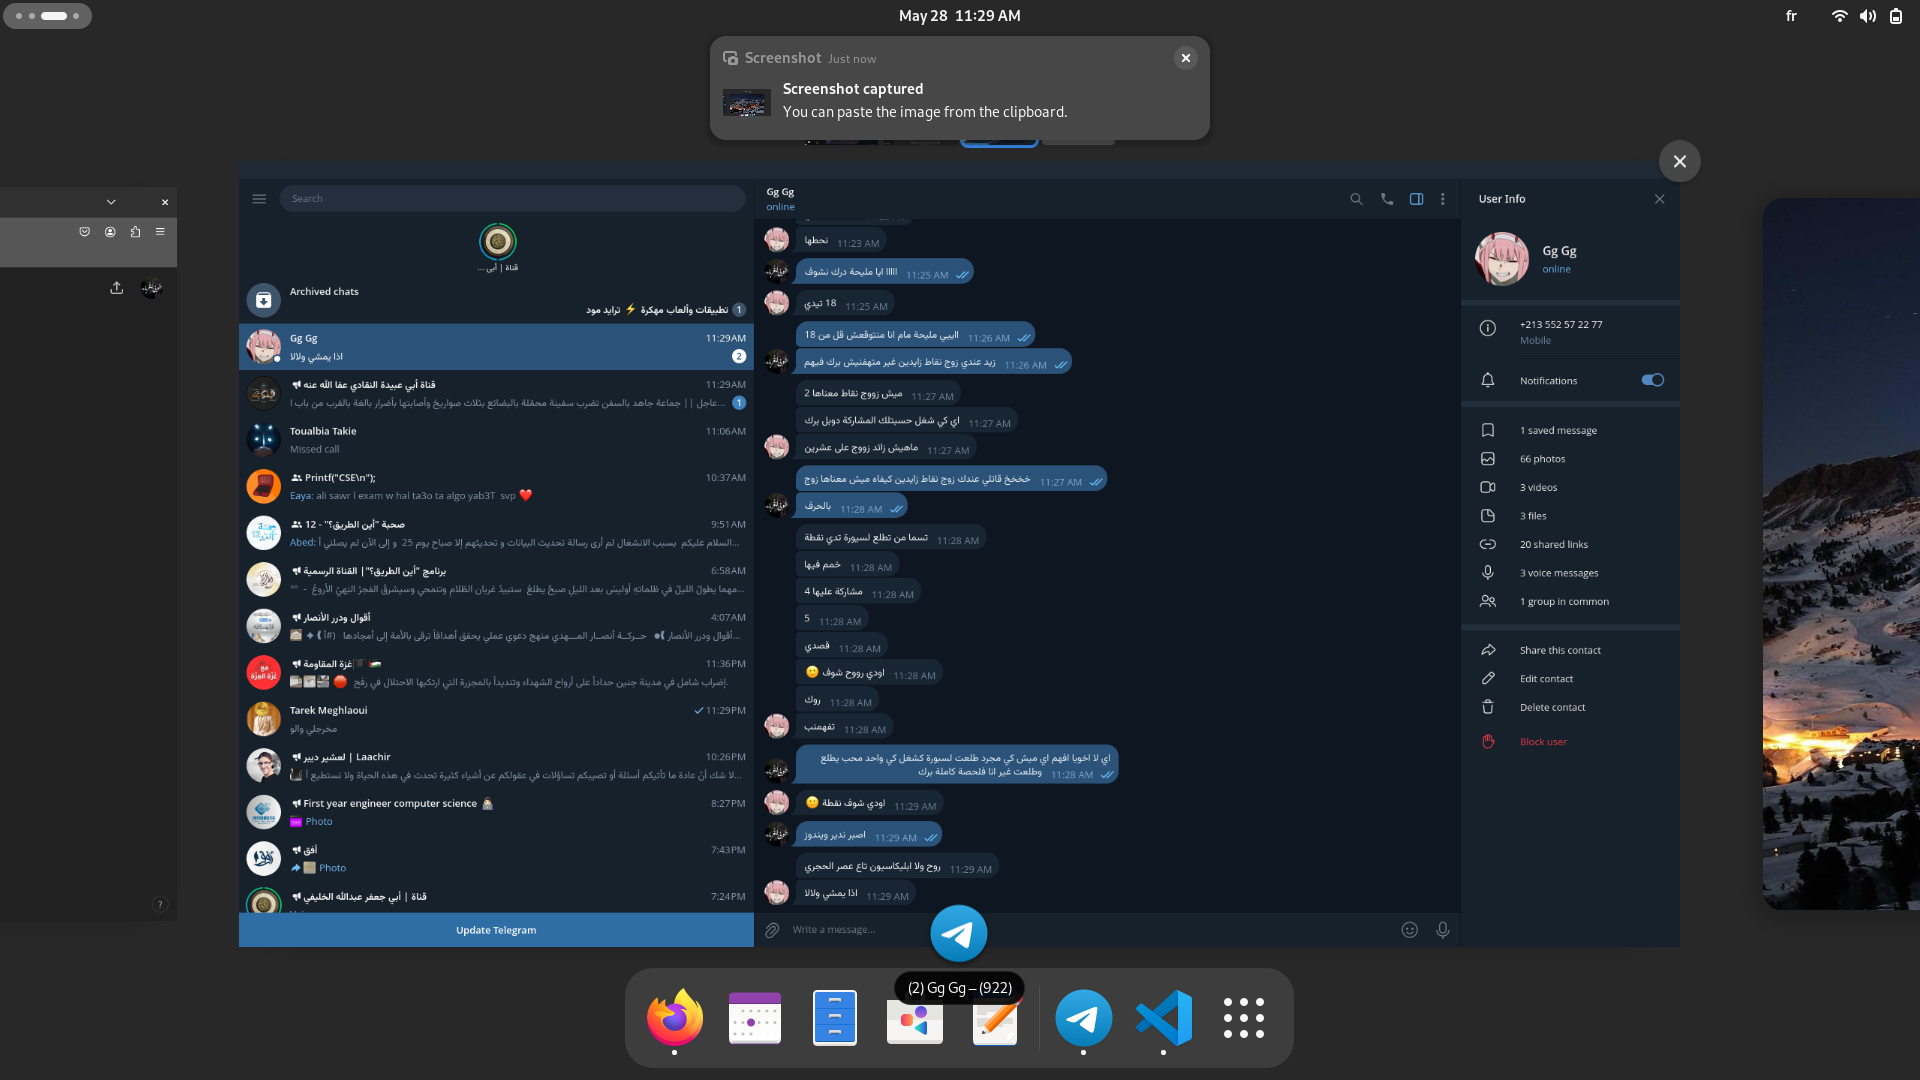 May 28 11:29 AM
fr
Screenshot Just now
Screenshot captured
You can paste the image from the clipboard.
Search
قناة | أبي ...
Archived chats
تطبيقات وألعاب مهكرة ⚡ ترايد مود
1
Gg Gg
11:29AM
اذا يمشي ولالا
2
قناة أبي عبيدة النقادي عفا الله عنه
11:29AM
عاجل || جماعة جاهد بالسفن تضرب سفينة محمّلة بالبضائع بثلاث صواريخ وأصابتها بأضرار بالغة بالقرب من باب ا...
1
Toualbia Takie
11:06AM
Missed call
Printf("CSE\n");
10:37AM
Eaya: ali sawr l exam w hal ta3o ta algo yab3T svp ❤️
صحبة "أين الطريق؟" - 12
9:51AM
Abed: السلام عليكم بسبب الانشغال لم أرى رسالة تحديث البيانات و تحديثهم إلا صباح يوم 25 و إلى الآن لم يصلني أ...
برنامج "أين الطريق؟"| القناة الرسمية
6:58AM
مهما يطولُ الليلُ في ظلماتهِ أوليسَ بعد الليلِ صبحٌ يطلعُ ستبيدُ غربان الظلام وتنمحي وسيشرقُ الفجرُ البهيُّ الأروعُ -
أقوال ودرر الأنصار
4:07AM
أقوال ودرر الأنصار ⚫ حــركــة أنصــار المـــهدي منهج دعوي عملي يحقق أهدافاً ترقى بالأمة إلى أمجادها (#أ...
غزة المقاومة
11:36PM
إضراب شامل في مدينة جنين حداداً على أرواح الشهداء وتنديداً بالمجزرة التي ارتكبها الاحتلال في رفح.
Tarek Meghlaoui
11:29PM
مخرجلي والو
لعشير ديير | Laachir
10:26PM
لا شك أنّ عادة ما تأتيكم أسئلة أو تصيبكم تساؤلات في عقولكم عن أشياء كثيرة تحدث في هذه الحياة ولا نستطيع أ...
First year engineer computer science
8:27PM
Photo
أفق
7:43PM
Photo
قناة | أبي جعفر عبدالله الخليفي
7:24PM
Update Telegram
Gg Gg
online
نحطها 11:23 AM
اااااا ايا مليحة درك نشوف 11:25 AM
18 تيدي 11:25 AM
اايبي مليحة مام انا منتوقعش قل من 18 11:26 AM
زيد عندي زوج نقاط زايدين غير متهفنيش برك فيهم 11:26 AM
ميش زووج نقاط معناها 2 11:27 AM
اي كي شغل حسبتلك المشاركة دوبل برك 11:27 AM
ماهيش زائد زووج على عشرين 11:27 AM
خخخخ قاتلي عندك زوج نقاط زايدين كيفاه ميش معناها زوج 11:27 AM
بالحرف 11:28 AM
تسما من تطلع لسبورة تدي نقطة 11:28 AM
خمم فيها 11:28 AM
مشاركة عليها 4 11:28 AM
5 11:28 AM
قصدي 11:28 AM
اودي رووح شوف 11:28 AM
روك 11:28 AM
تفهمنب 11:28 AM
اي لا اخويا افهم اي ميش كي مجرد طلعت لسبورة كشغل كي واحد محب يطلع
وطلعت غير انا فلحصة كاملة برك 11:28 AM
اودي شوف نقطة 11:29 AM
اصبر ندير ويندوز 11:29 AM
روح ولا ابليكاسيون تاع عصر الحجري 11:29 AM
اذا يمشي ولالا 11:29 AM
Write a message...
User Info
Gg Gg
online
+213 552 57 22 77
Mobile
Notifications
1 saved message
66 photos
3 videos
3 files
20 shared links
3 voice messages
1 group in common
Share this contact
Edit contact
Delete contact
Block user
?
(2) Gg Gg – (922)